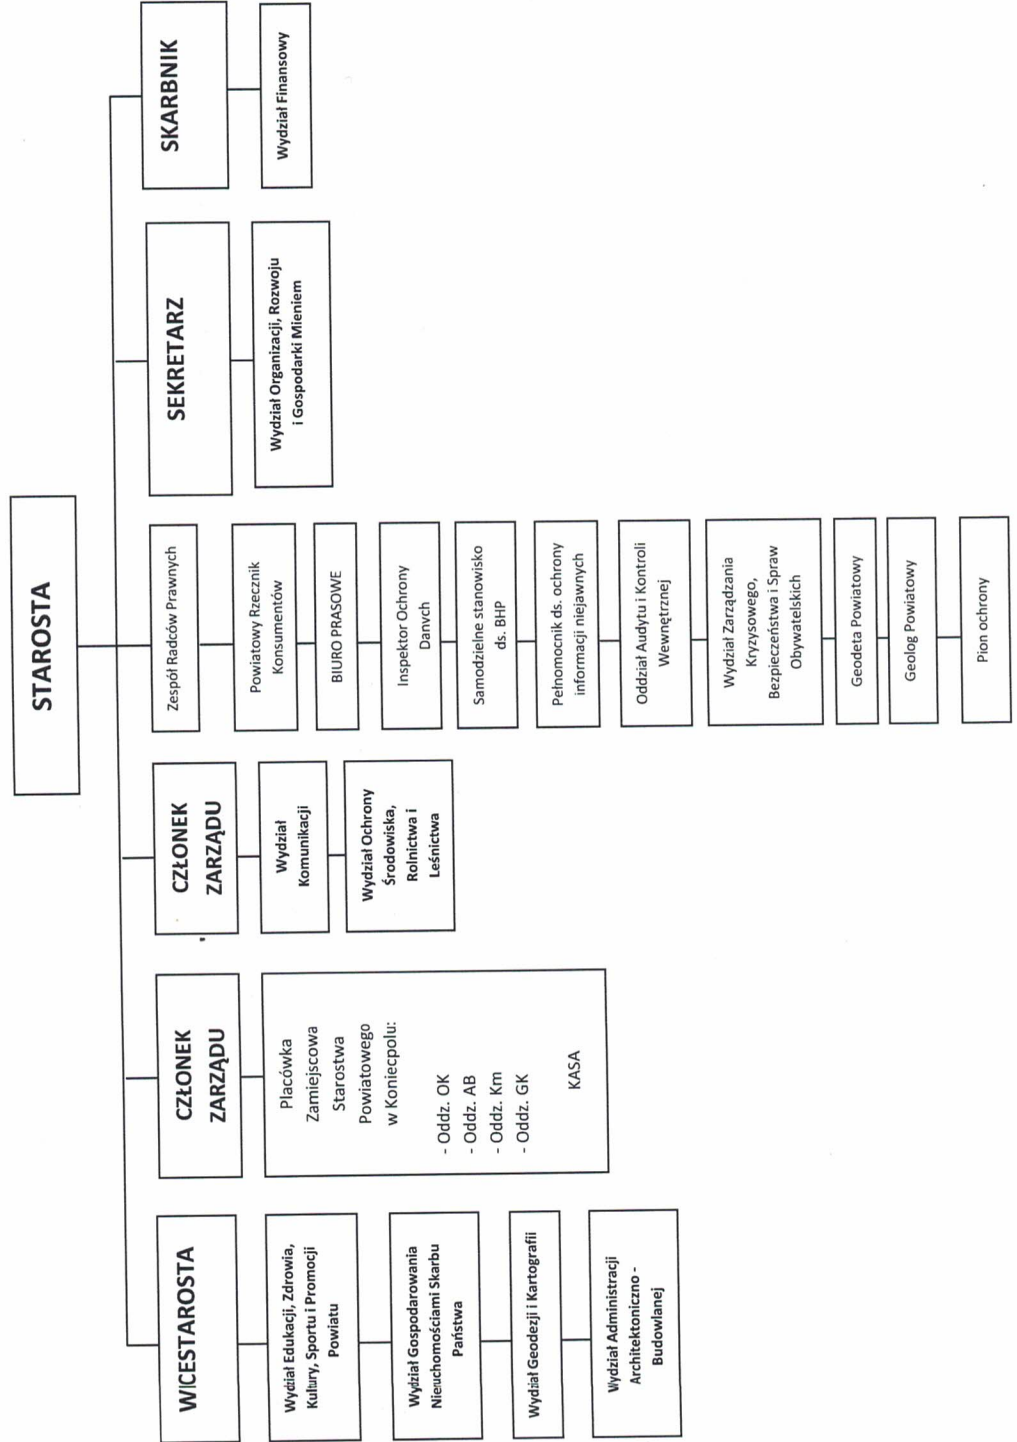 STAROSTA
WICESTAROSTA
Wydział Edukacji, Zdrowia,
Kultury, Sportu i Promocji
Powiatu
Wydział Gospodarowania
Nieruchomościami Skarbu
Państwa
Wydział Geodezji i Kartografii
Wydział Administracji
Architektoniczno -
Budowlanej
CZŁONEK
ZARZĄDU
Placówka
Zamiejscowa
Starostwa
Powiatowego
w Koniecpolu:
- Oddz. OK
- Oddz. AB
- Oddz. Km
- Oddz. GK
KASA
CZŁONEK
ZARZĄDU
Wydział
Komunikacji
Wydział Ochrony
Środowiska,
Rolnictwa i
Leśnictwa
Zespół Radców Prawnych
Powiatowy Rzecznik
Konsumentów
BIURO PRASOWE
Inspektor Ochrony
Danych
Samodzielne stanowisko
ds. BHP
Pełnomocnik ds. ochrony
informacji niejawnych
Oddział Audytu i Kontroli
Wewnętrznej
Wydział Zarządzania
Kryzysowego,
Bezpieczeństwa i Spraw
Obywatelskich
Geodeta Powiatowy
Geolog Powiatowy
Pion ochrony
SEKRETARZ
Wydział Organizacji, Rozwoju
i Gospodarki Mieniem
SKARBNIK
Wydział Finansowy